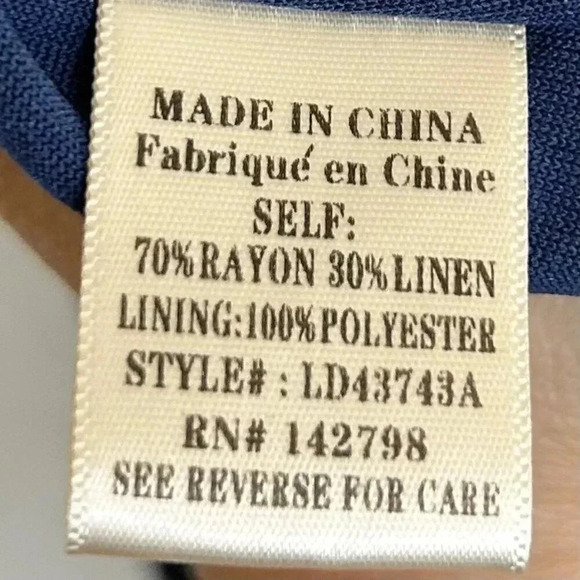 MADE IN CHINA
Fabriqué en Chine
SELF:
70%RAYON 30%LINEN
LINING:100%POLYESTER
STYLE# : LD43743A
RN# 142798
SEE REVERSE FOR CARE